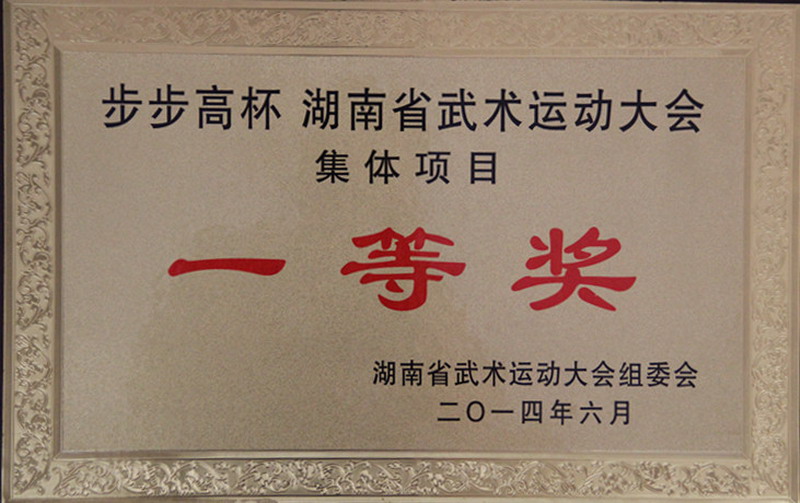 步步高杯 湖南省武术运动大会
集体项目
一等奖
湖南省武术运动大会组委会
二〇一四年六月